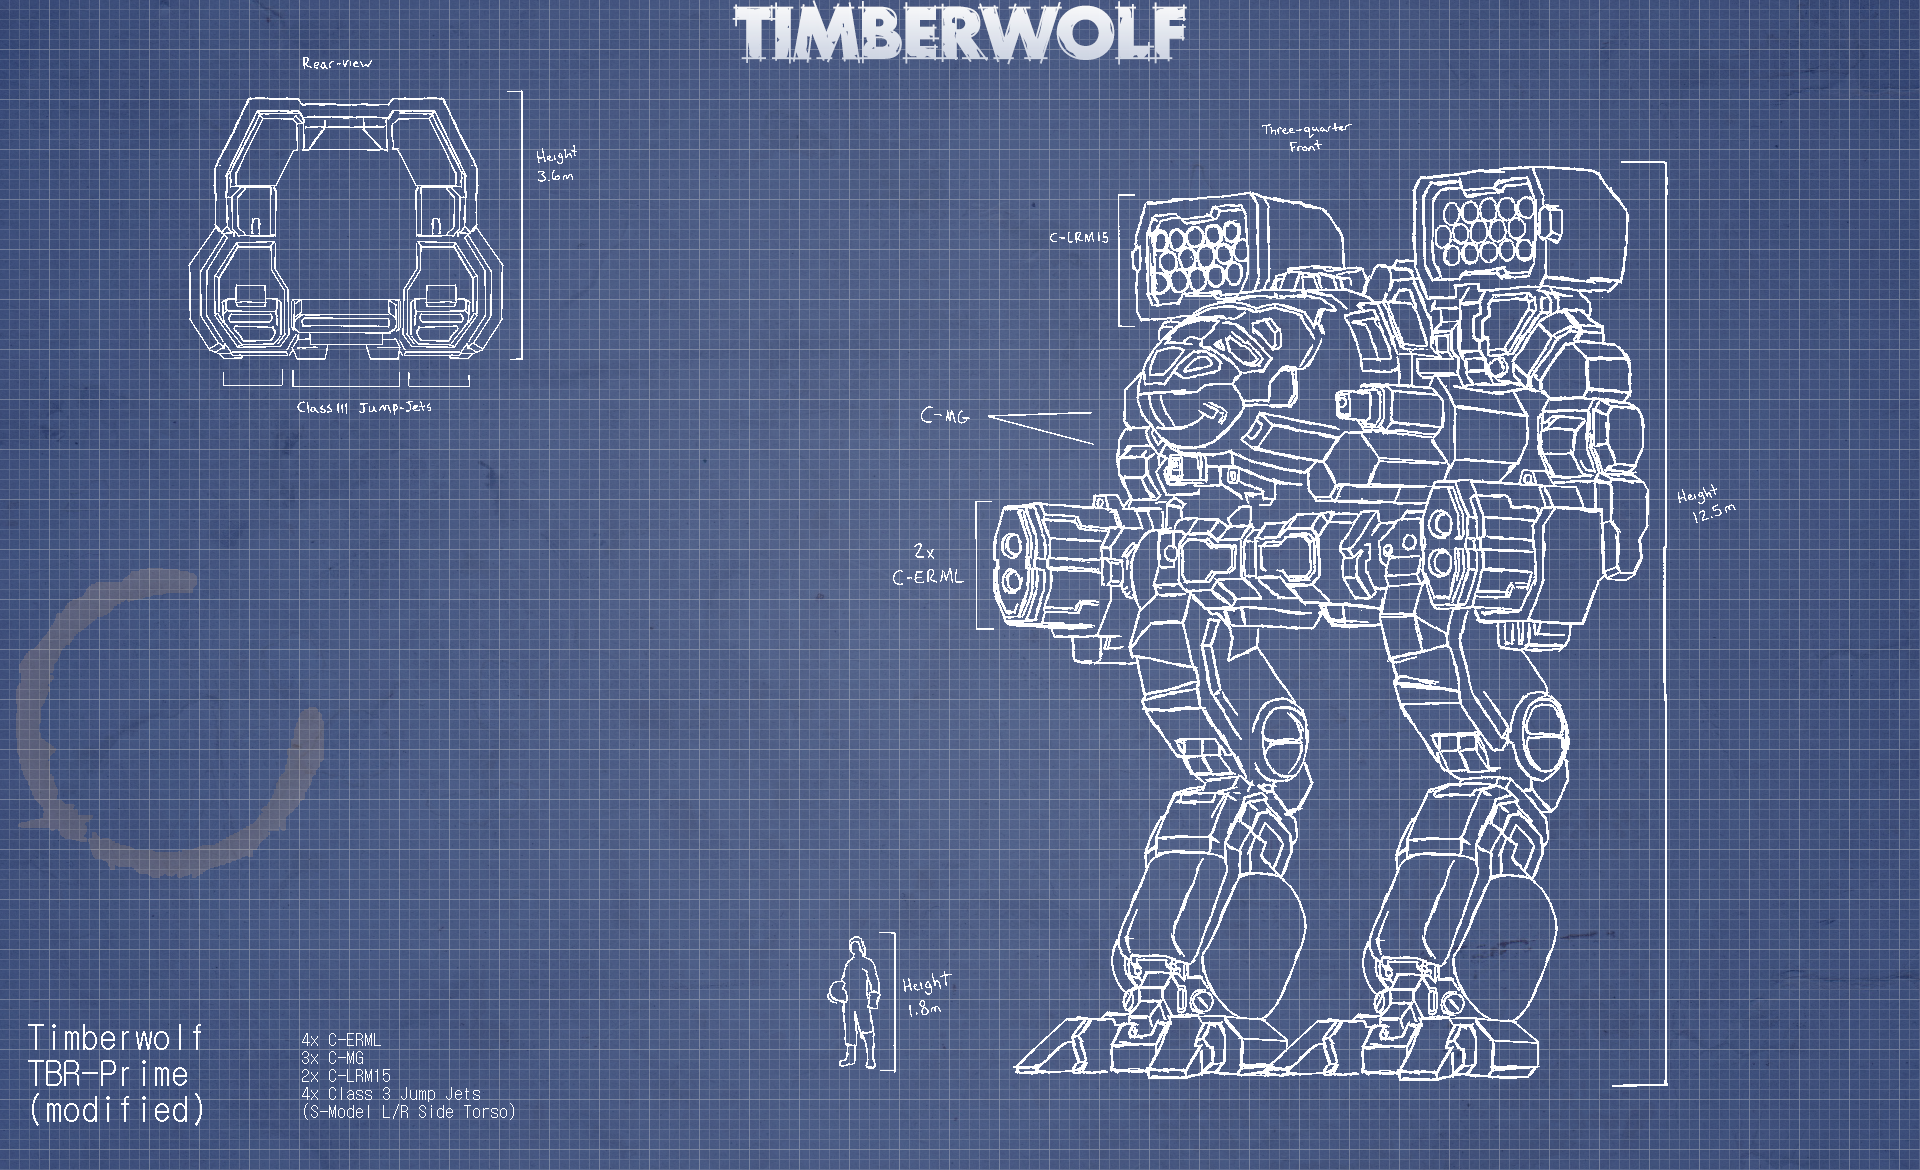 TIMBERWOLF
Rear-view
Height
3.6m
Class III Jump-Jets
Three-quarter
Front
C-LRM15
C-MG
2x
C-ERML
Height
12.5m
Height
1.8m
Timberwolf
TBR-Prime
(modified)
4x C-ERML
3x C-MG
2x C-LRM15
4x Class 3 Jump Jets
(S-Model L/R Side Torso)